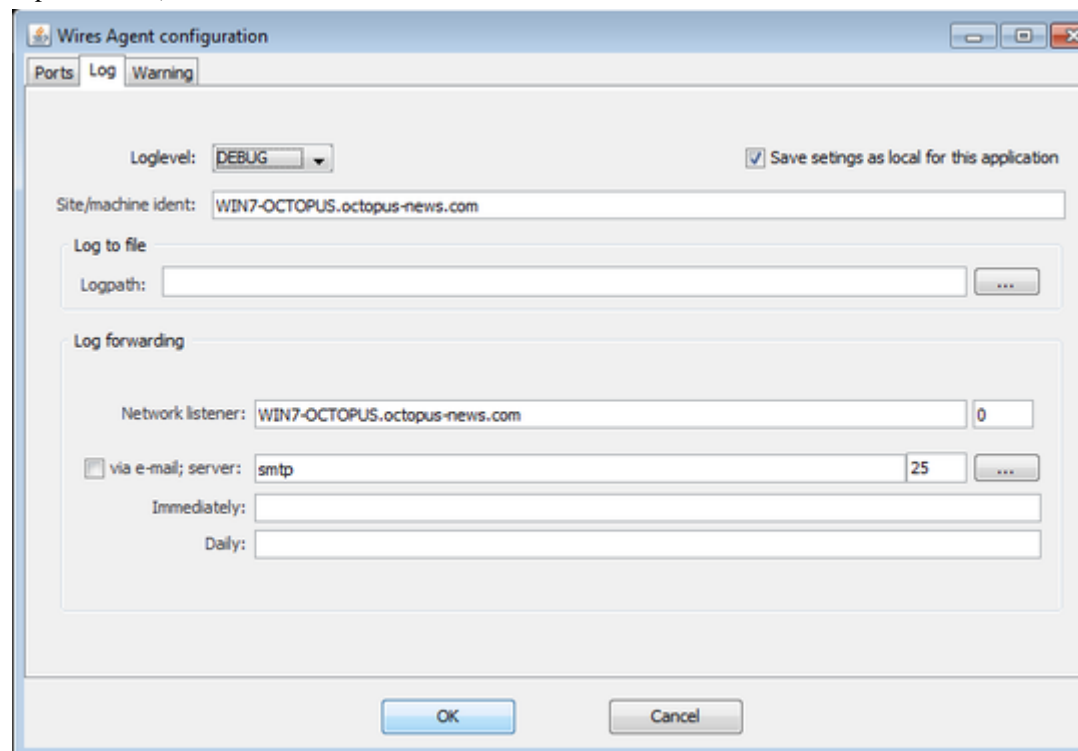 Wires Agent configuration
Ports Log Warning
Loglevel: DEBUG Save setings as local for this application
Site/machine ident: WIN7-OCTOPUS.octopus-news.com
Log to file
Logpath: ...
Log forwarding
Network listener: WIN7-OCTOPUS.octopus-news.com 0
via e-mail; server: smtp 25 ...
Immediately:
Daily:
OK Cancel